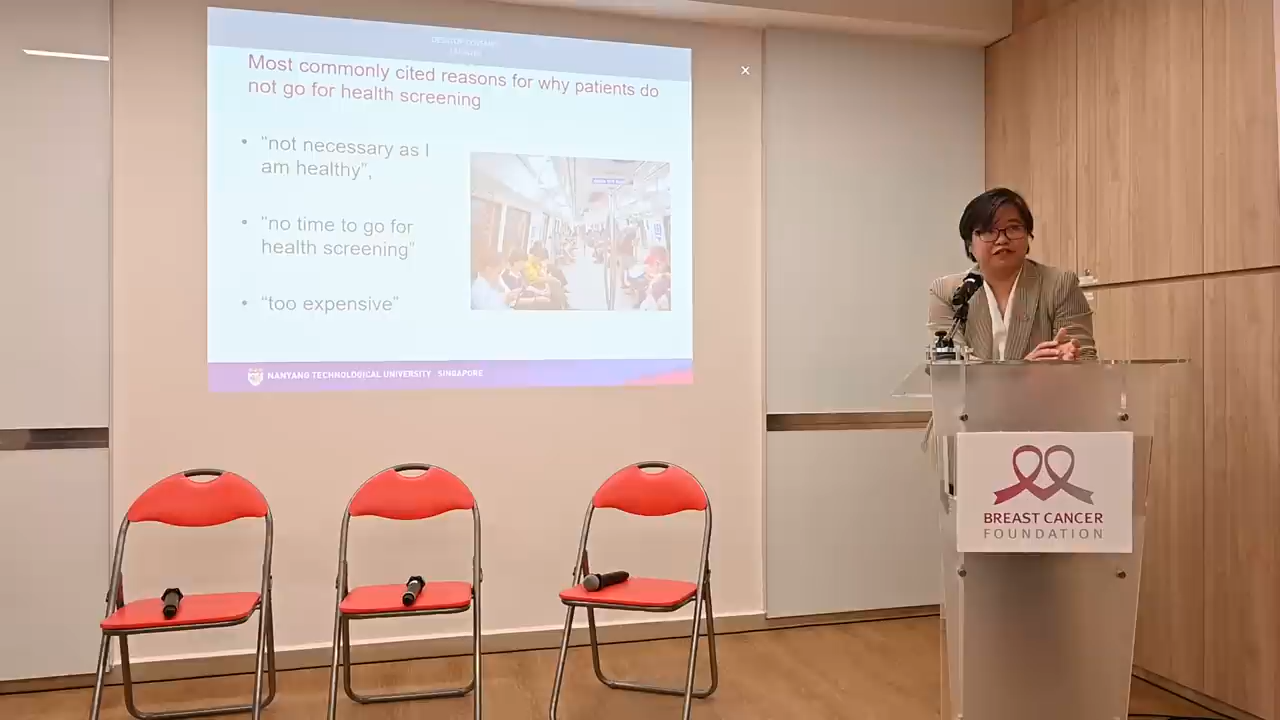 Most commonly cited reasons for why patients do
not go for health screening
• “not necessary as I
am healthy”,
• “no time to go for
health screening”
• “too expensive”
NANYANG TECHNOLOGICAL UNIVERSITY SINGAPORE
BREAST CANCER
FOUNDATION